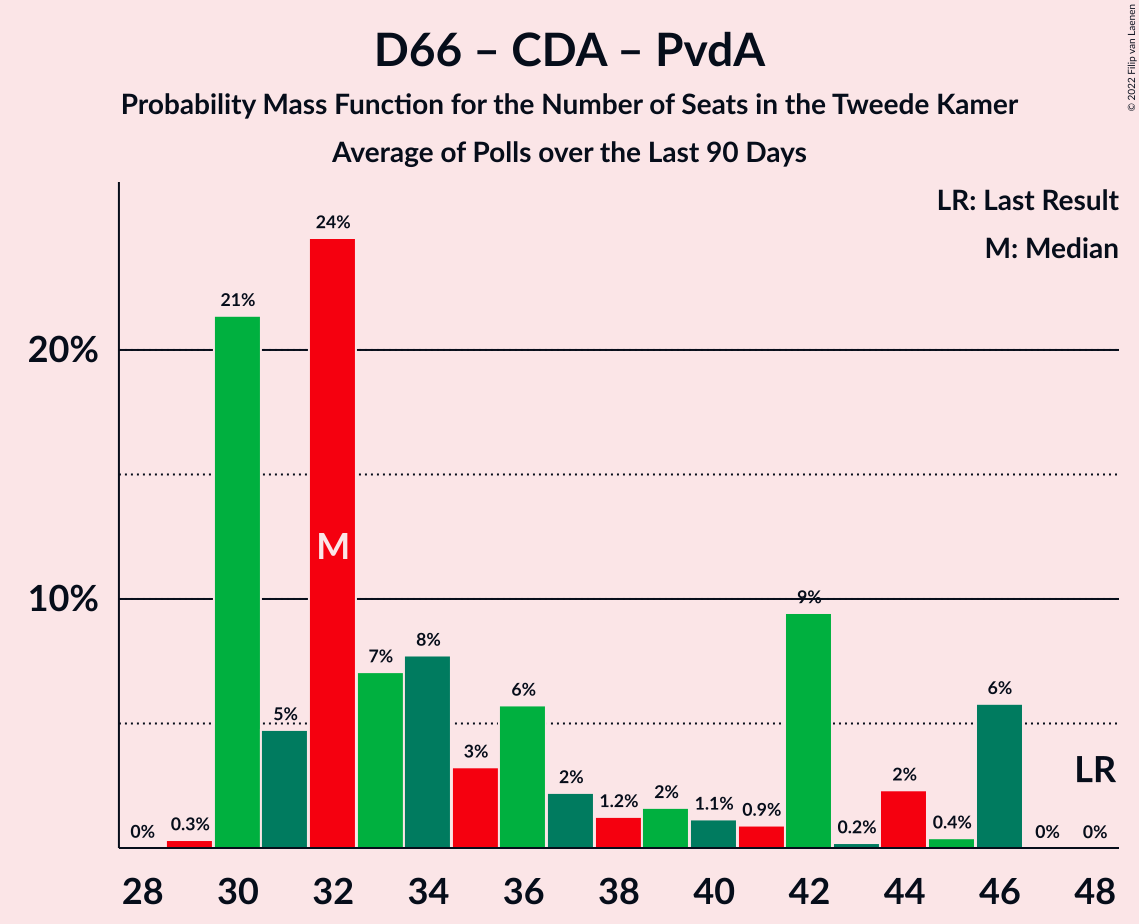 D66 – CDA – PvdA
Probability Mass Function for the Number of Seats in the Tweede Kamer
Average of Polls over the Last 90 Days
© 2022 Filip van Laenen
LR: Last Result
M: Median
20%
10%
0%
0.3%
21%
5%
24%
M
7%
8%
3%
6%
2%
1.2%
2%
1.1%
0.9%
9%
0.2%
2%
0.4%
6%
0%
0%
LR
28 30 32 34 36 38 40 42 44 46 48